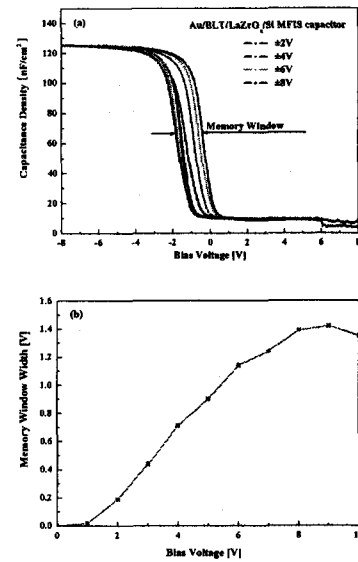 (a)
Au/BLT/LaZrOx/Si MFIS capacitor
±2V
±4V
±6V
±8V
Memory Window
Capacitance Density [nF/cm²]
140
120
100
80
60
40
20
0
-8 -6 -4 -2 0 2 4 6 8
Bias Voltage [V]
(b)
Memory Window Width [V]
1.6
1.4
1.2
1.0
0.8
0.6
0.4
0.2
0.0
0 2 4 6 8
Bias Voltage [V]